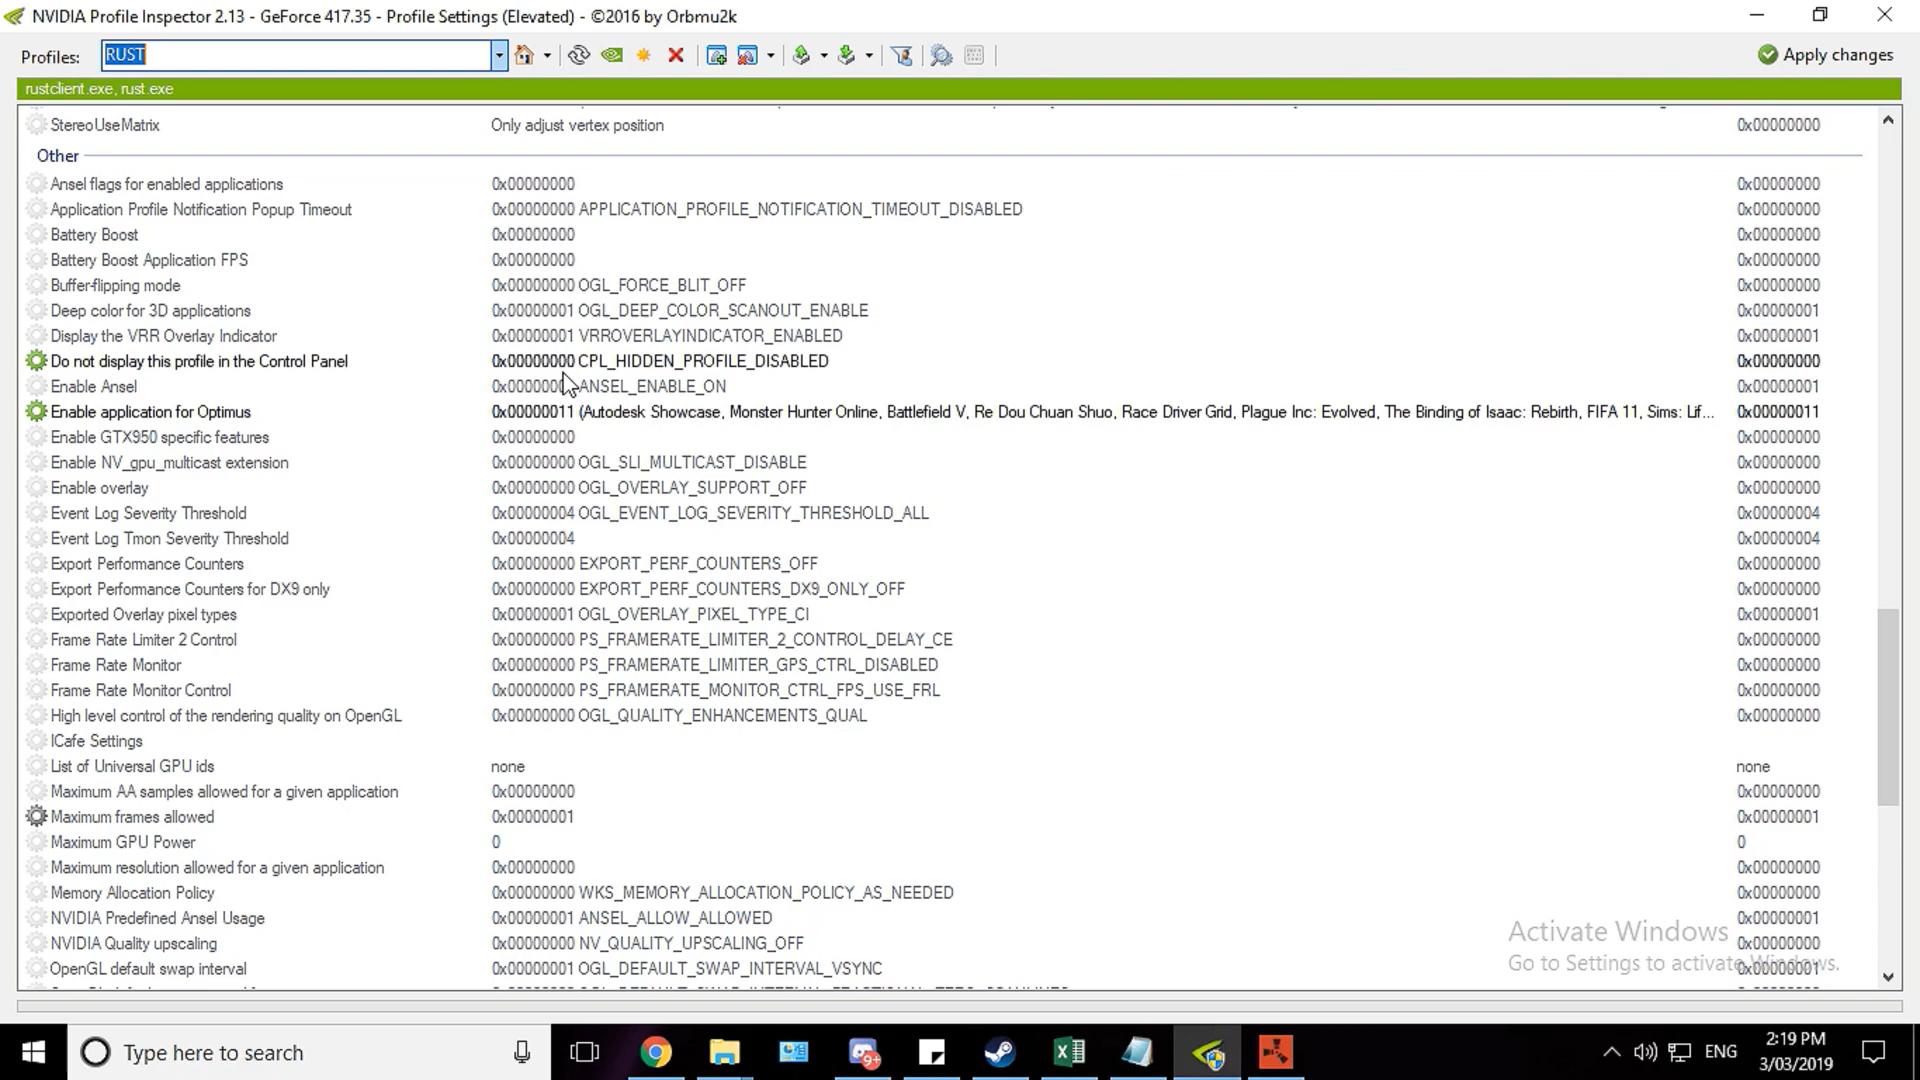 NVIDIA Profile Inspector 2.13 - GeForce 417.35 - Profile Settings (Elevated) - ©2016 by Orbmu2k
Profiles: RUST Apply changes
rustclient.exe, rust.exe
StereoUseMatrix Only adjust vertex position 0x00000000
Other
Ansel flags for enabled applications 0x00000000 0x00000000
Application Profile Notification Popup Timeout 0x00000000 APPLICATION_PROFILE_NOTIFICATION_TIMEOUT_DISABLED 0x00000000
Battery Boost 0x00000000 0x00000000
Battery Boost Application FPS 0x00000000 0x00000000
Buffer-flipping mode 0x00000000 OGL_FORCE_BLIT_OFF 0x00000000
Deep color for 3D applications 0x00000001 OGL_DEEP_COLOR_SCANOUT_ENABLE 0x00000001
Display the VRR Overlay Indicator 0x00000001 VRROVERLAYINDICATOR_ENABLED 0x00000001
Do not display this profile in the Control Panel 0x00000000 CPL_HIDDEN_PROFILE_DISABLED 0x00000000
Enable Ansel ANSEL_ENABLE_ON 0x00000001
Enable application for Optimus 0x00000011 (Autodesk Showcase, Monster Hunter Online, Battlefield V, Re Dou Chuan Shuo, Race Driver Grid, Plague Inc: Evolved, The Binding of Isaac: Rebirth, FIFA 11, Sims: Lif... 0x00000011
Enable GTX950 specific features 0x00000000 0x00000000
Enable NV_gpu_multicast extension 0x00000000 OGL_SLI_MULTICAST_DISABLE 0x00000000
Enable overlay 0x00000000 OGL_OVERLAY_SUPPORT_OFF 0x00000000
Event Log Severity Threshold 0x00000004 OGL_EVENT_LOG_SEVERITY_THRESHOLD_ALL 0x00000004
Event Log Tmon Severity Threshold 0x00000004 0x00000004
Export Performance Counters 0x00000000 EXPORT_PERF_COUNTERS_OFF 0x00000000
Export Performance Counters for DX9 only 0x00000000 EXPORT_PERF_COUNTERS_DX9_ONLY_OFF 0x00000000
Exported Overlay pixel types 0x00000001 OGL_OVERLAY_PIXEL_TYPE_CI 0x00000001
Frame Rate Limiter 2 Control 0x00000000 PS_FRAMERATE_LIMITER_2_CONTROL_DELAY_CE 0x00000000
Frame Rate Monitor 0x00000000 PS_FRAMERATE_LIMITER_GPS_CTRL_DISABLED 0x00000000
Frame Rate Monitor Control 0x00000000 PS_FRAMERATE_MONITOR_CTRL_FPS_USE_FRL 0x00000000
High level control of the rendering quality on OpenGL 0x00000000 OGL_QUALITY_ENHANCEMENTS_QUAL 0x00000000
ICafe Settings
List of Universal GPU ids none none
Maximum AA samples allowed for a given application 0x00000000 0x00000000
Maximum frames allowed 0x00000001 0x00000001
Maximum GPU Power 0 0
Maximum resolution allowed for a given application 0x00000000 0x00000000
Memory Allocation Policy 0x00000000 WKS_MEMORY_ALLOCATION_POLICY_AS_NEEDED 0x00000000
NVIDIA Predefined Ansel Usage 0x00000001 ANSEL_ALLOW_ALLOWED 0x00000001
NVIDIA Quality upscaling 0x00000000 NV_QUALITY_UPSCALING_OFF 0x00000000
OpenGL default swap interval 0x00000001 OGL_DEFAULT_SWAP_INTERVAL_VSYNC 0x00000001
Activate Windows
Go to Settings to activate Windows.
Type here to search 9+ ENG 2:19 PM
3/03/2019